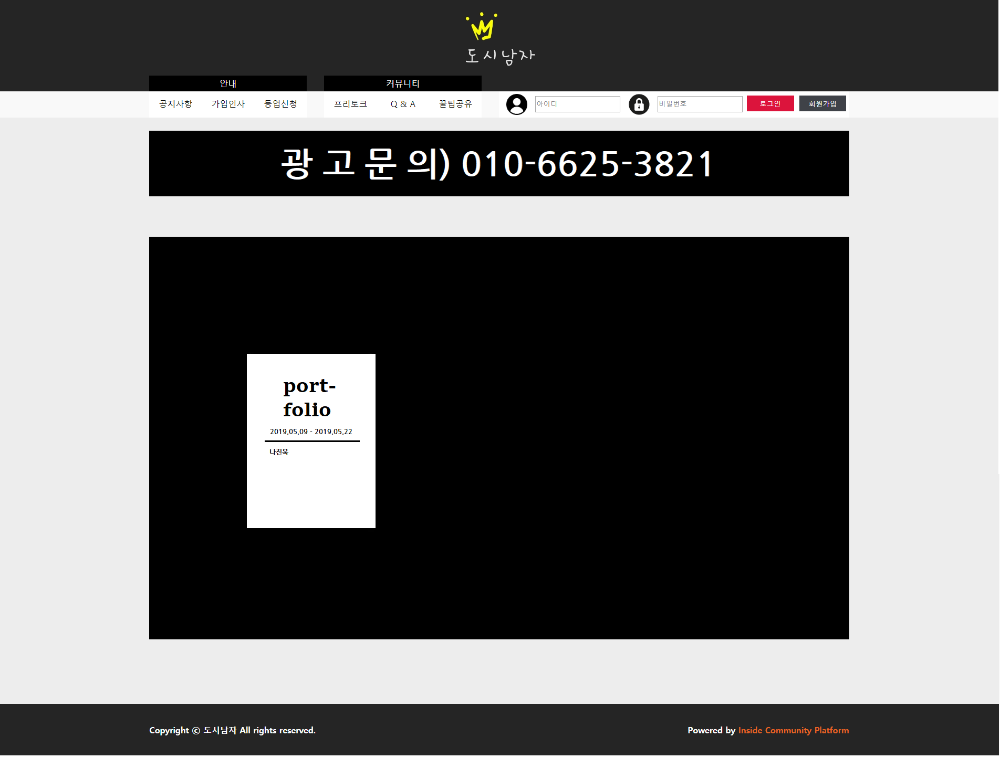 도시남자
안내 커뮤니티
공지사항 가입인사 등업신청 프리토크 Q & A 꿀팁공유 아이디 비밀번호 로그인 회원가입
광 고 문 의) 010-6625-3821
port-
folio
2019.05.09 - 2019.05.22
나진욱
Copyright © 도시남자 All rights reserved. Powered by Inside Community Platform